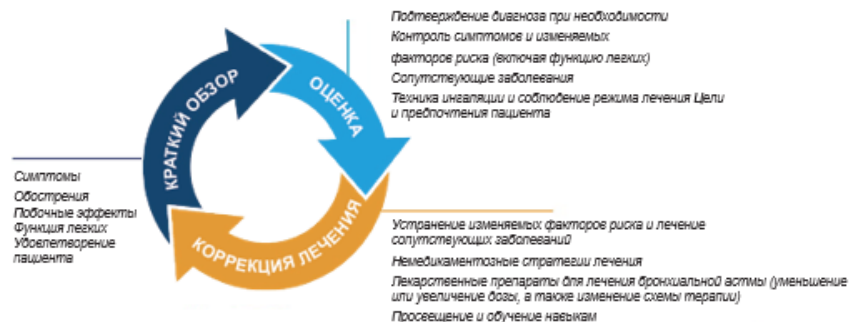 Подтверждение диагноза при необходимости
Контроль симптомов и изменяемых
факторов риска (включая функцию легких)
Сопутствующие заболевания
Техника ингаляции и соблюдение режима лечения Цели
и предпочтения пациента
КРАТКИЙ ОБЗОР
ОЦЕНКА
КОРРЕКЦИЯ ЛЕЧЕНИЯ
Симптомы
Обострения
Побочные эффекты
Функция легких
Удовлетворение
пациента
Устранение изменяемых факторов риска и лечение
сопутствующих заболеваний
Немедикаментозные стратегии лечения
Лекарственные препараты для лечения бронхиальной астмы (уменьшение
или увеличение дозы, а также изменение схемы терапии)
Просвещение и обучение навыкам